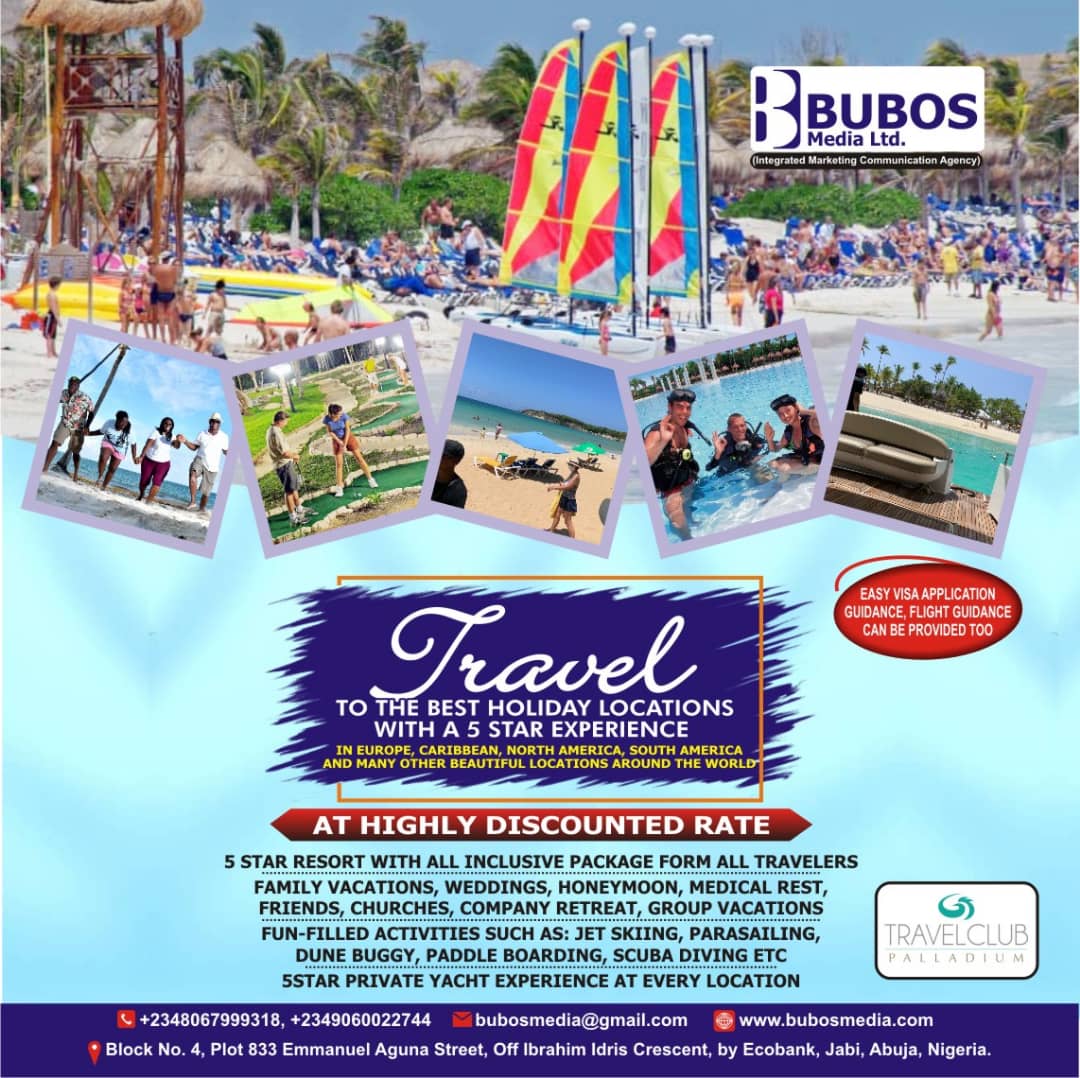 BUBOS
Media Ltd.
(Integrated Marketing Communication Agency)
EASY VISA APPLICATION
GUIDANCE, FLIGHT GUIDANCE
CAN BE PROVIDED TOO
Travel
TO THE BEST HOLIDAY LOCATIONS
WITH A 5 STAR EXPERIENCE
IN EUROPE, CARIBBEAN, NORTH AMERICA, SOUTH AMERICA
AND MANY OTHER BEAUTIFUL LOCATIONS AROUND THE WORLD
AT HIGHLY DISCOUNTED RATE
5 STAR RESORT WITH ALL INCLUSIVE PACKAGE FORM ALL TRAVELERS
FAMILY VACATIONS, WEDDINGS, HONEYMOON, MEDICAL REST,
FRIENDS, CHURCHES, COMPANY RETREAT, GROUP VACATIONS
FUN-FILLED ACTIVITIES SUCH AS: JET SKIING, PARASAILING,
DUNE BUGGY, PADDLE BOARDING, SCUBA DIVING ETC
5STAR PRIVATE YACHT EXPERIENCE AT EVERY LOCATION
TRAVELCLUB
PALLADIUM
+2348067999318, +2349060022744 bubosmedia@gmail.com www.bubosmedia.com
Block No. 4, Plot 833 Emmanuel Aguna Street, Off Ibrahim Idris Crescent, by Ecobank, Jabi, Abuja, Nigeria.